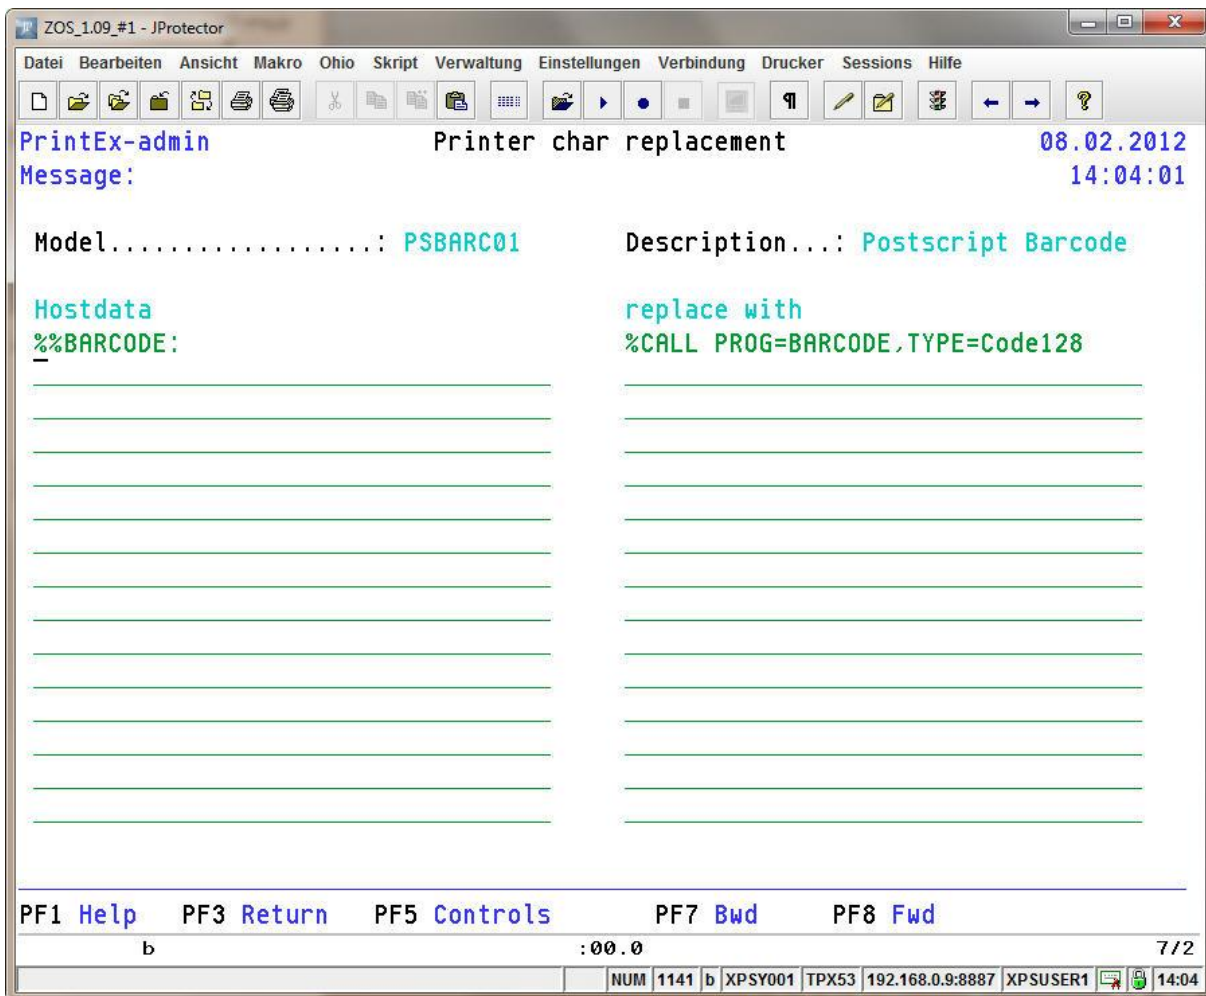 ZOS_1.09_#1 - JProtector
Datei Bearbeiten Ansicht Makro Ohio Skript Verwaltung Einstellungen Verbindung Drucker Sessions Hilfe
PrintEx-admin Printer char replacement 08.02.2012
Message: 14:04:01
Model..................: PSBARC01 Description...: Postscript Barcode
Hostdata replace with
%%BARCODE: %CALL PROG=BARCODE,TYPE=Code128
PF1 Help PF3 Return PF5 Controls PF7 Bwd PF8 Fwd
b :00.0 7/2
NUM 1141 b XPSY001 TPX53 192.168.0.9:8887 XPSUSER1 14:04